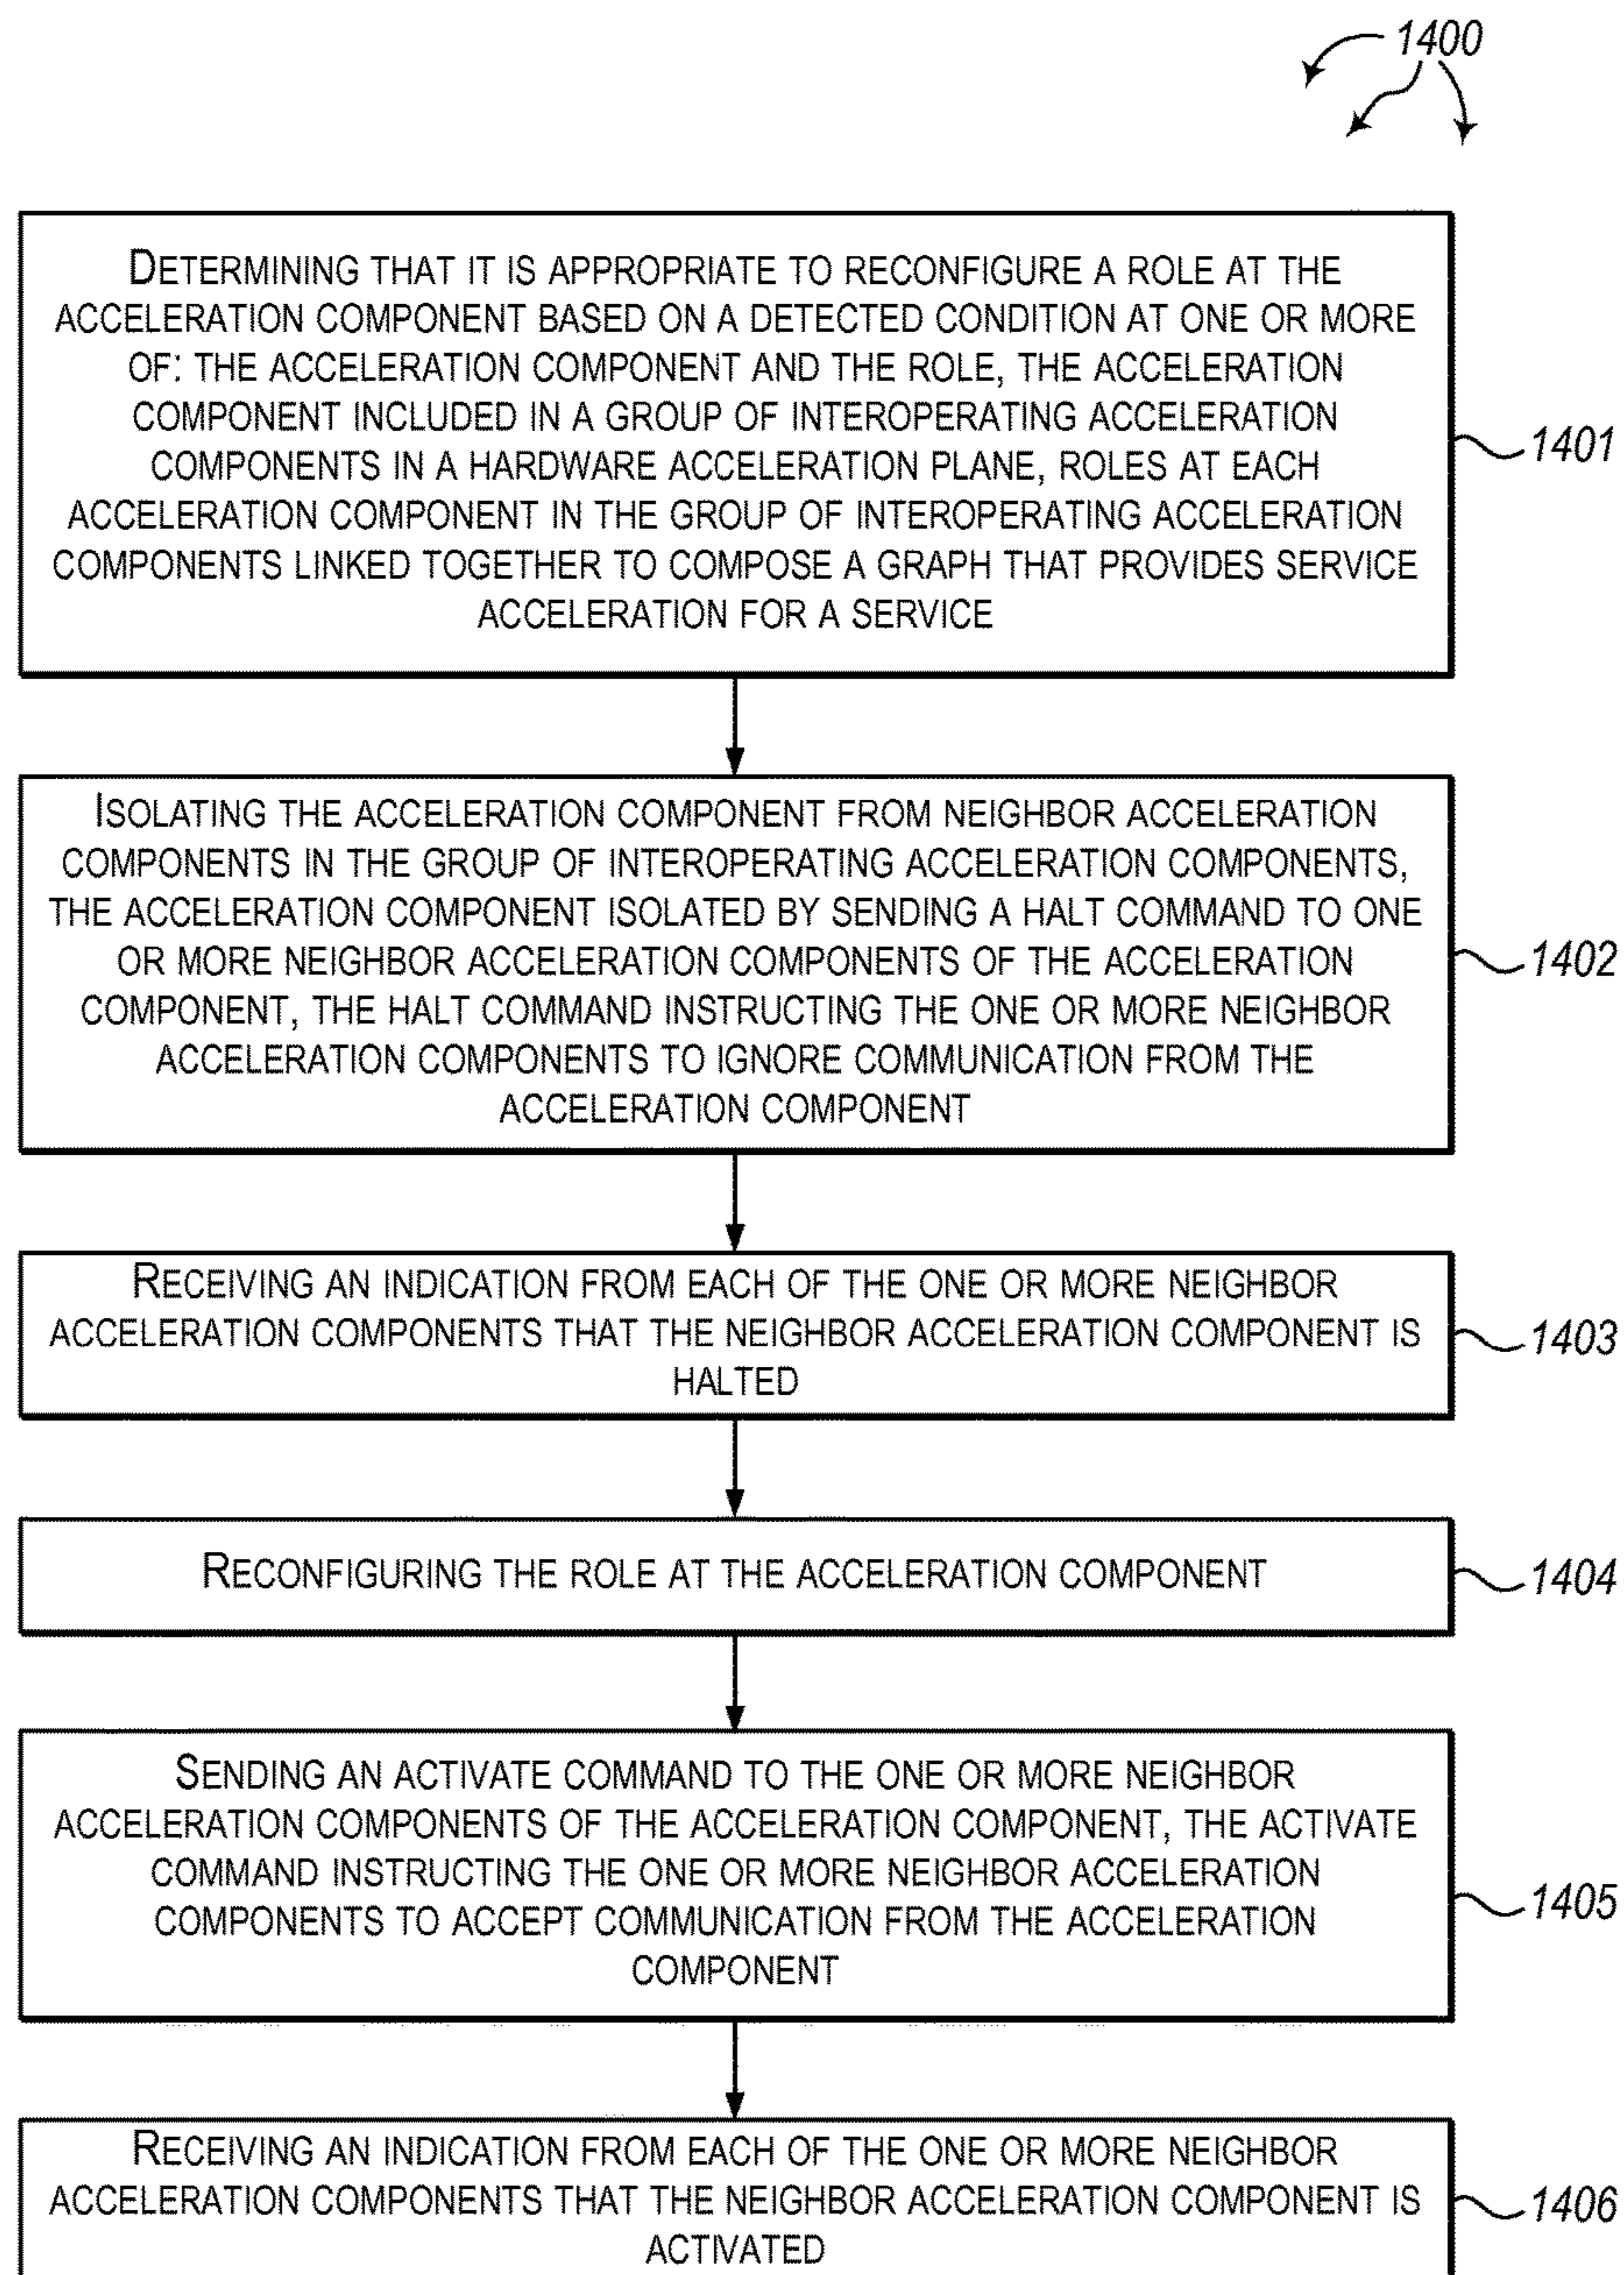 1400
DETERMINING THAT IT IS APPROPRIATE TO RECONFIGURE A ROLE AT THE
ACCELERATION COMPONENT BASED ON A DETECTED CONDITION AT ONE OR MORE
OF: THE ACCELERATION COMPONENT AND THE ROLE, THE ACCELERATION
COMPONENT INCLUDED IN A GROUP OF INTEROPERATING ACCELERATION
COMPONENTS IN A HARDWARE ACCELERATION PLANE, ROLES AT EACH
ACCELERATION COMPONENT IN THE GROUP OF INTEROPERATING ACCELERATION
COMPONENTS LINKED TOGETHER TO COMPOSE A GRAPH THAT PROVIDES SERVICE
ACCELERATION FOR A SERVICE
1401
ISOLATING THE ACCELERATION COMPONENT FROM NEIGHBOR ACCELERATION
COMPONENTS IN THE GROUP OF INTEROPERATING ACCELERATION COMPONENTS,
THE ACCELERATION COMPONENT ISOLATED BY SENDING A HALT COMMAND TO ONE
OR MORE NEIGHBOR ACCELERATION COMPONENTS OF THE ACCELERATION
COMPONENT, THE HALT COMMAND INSTRUCTING THE ONE OR MORE NEIGHBOR
ACCELERATION COMPONENTS TO IGNORE COMMUNICATION FROM THE
ACCELERATION COMPONENT
1402
RECEIVING AN INDICATION FROM EACH OF THE ONE OR MORE NEIGHBOR
ACCELERATION COMPONENTS THAT THE NEIGHBOR ACCELERATION COMPONENT IS
HALTED
1403
RECONFIGURING THE ROLE AT THE ACCELERATION COMPONENT
1404
SENDING AN ACTIVATE COMMAND TO THE ONE OR MORE NEIGHBOR
ACCELERATION COMPONENTS OF THE ACCELERATION COMPONENT, THE ACTIVATE
COMMAND INSTRUCTING THE ONE OR MORE NEIGHBOR ACCELERATION
COMPONENTS TO ACCEPT COMMUNICATION FROM THE ACCELERATION
COMPONENT
1405
RECEIVING AN INDICATION FROM EACH OF THE ONE OR MORE NEIGHBOR
ACCELERATION COMPONENTS THAT THE NEIGHBOR ACCELERATION COMPONENT IS
ACTIVATED
1406